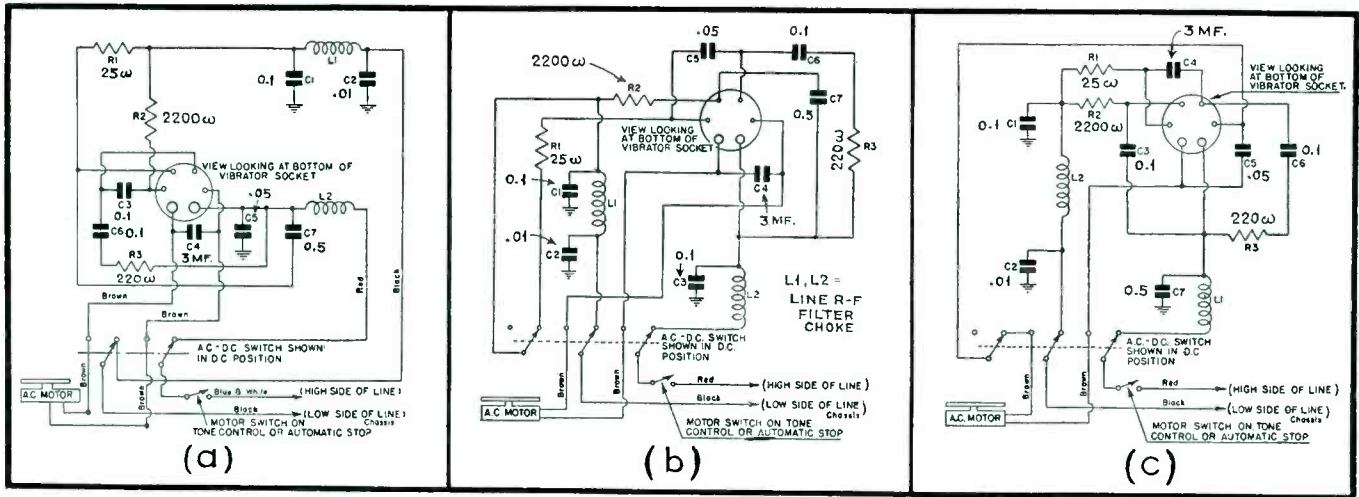 R1
25ω
L1
0.1
C1
C2
.01
R2
2200ω
VIEW LOOKING AT BOTTOM OF
VIBRATOR SOCKET
C3
0.1
.05
L2
C6
0.1
C4
3 MF.
C5
C7
0.5
R3
220ω
Brown
Brown
Red
Black
A.C.-D.C. SWITCH SHOWN
IN D.C POSITION
Brown
Brown
A.C. MOTOR
Blue & White
(HIGH SIDE OF LINE)
Black
(LOW SIDE OF LINE)
Chassis
MOTOR SWITCH ON
TONE CONTROL OR AUTOMATIC STOP
(a)
.05
0.1
C5
C6
2200ω
R2
C7
0.5
VIEW LOOKING
AT BOTTOM OF
VIBRATOR SOCKET
R1
25ω
220ω
R3
0.1
C1
L1
C4
3 MF.
.01
C2
0.1
C3
L2
L1, L2 =
LINE R-F
FILTER
CHOKE
A.C.-D.C. SWITCH
SHOWN IN D.C.
POSITION
Brown
Brown
Red
(HIGH SIDE OF LINE)
A.C. MOTOR
Black
(LOW SIDE OF LINE)
Chassis
MOTOR SWITCH ON TONE
CONTROL OR AUTOMATIC STOP
(b)
3 MF.
C4
R1
25ω
VIEW LOOKING
AT BOTTOM OF
VIBRATOR SOCKET.
C1
0.1
R2
2200ω
C3
0.1
C5
.05
0.1
C6
L2
220ω
R3
C2
.01
0.5
C7
L1
A.C.-D.C. SWITCH
SHOWN IN D.C
POSITION
Brown
Brown
Red
(HIGH SIDE OF LINE)
A.C. MOTOR
Black
(LOW SIDE OF LINE)
Chassis
MOTOR SWITCH ON TONE
CONTROL OR AUTOMATIC STOP
(c)